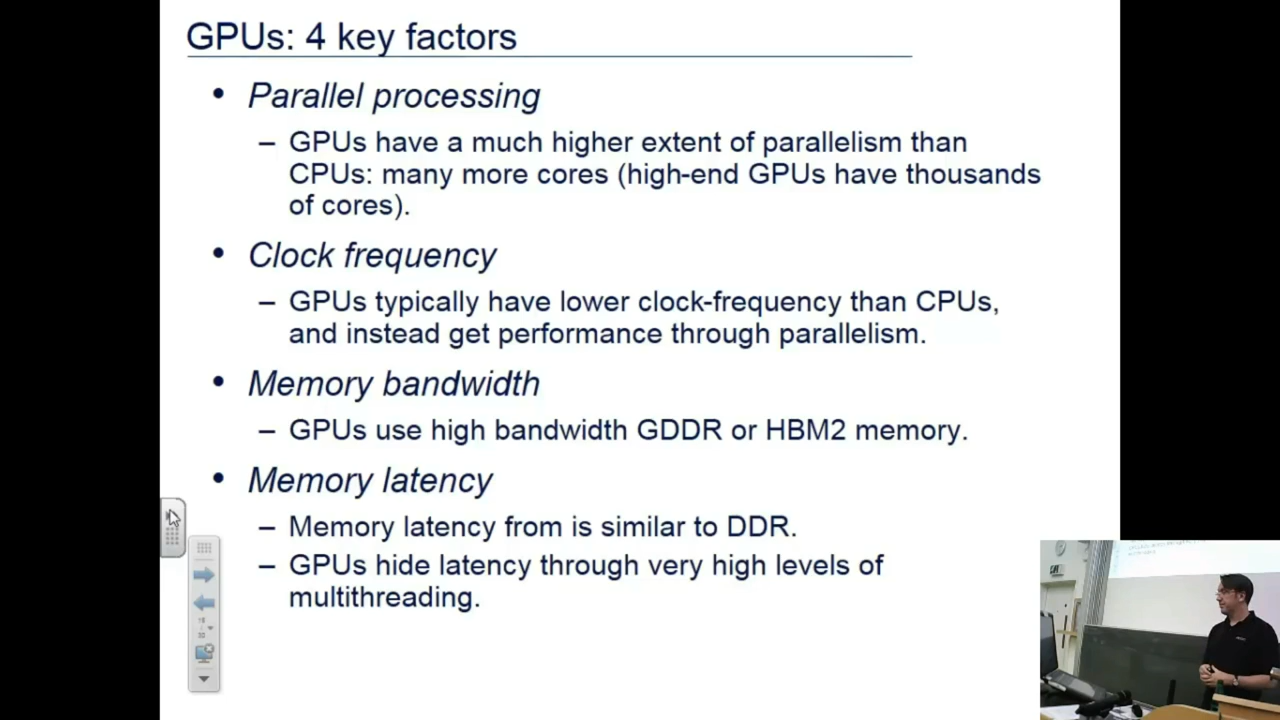 GPUs: 4 key factors
• Parallel processing
– GPUs have a much higher extent of parallelism than
CPUs: many more cores (high-end GPUs have thousands
of cores).
• Clock frequency
– GPUs typically have lower clock-frequency than CPUs,
and instead get performance through parallelism.
• Memory bandwidth
– GPUs use high bandwidth GDDR or HBM2 memory.
• Memory latency
– Memory latency from is similar to DDR.
– GPUs hide latency through very high levels of
multithreading.